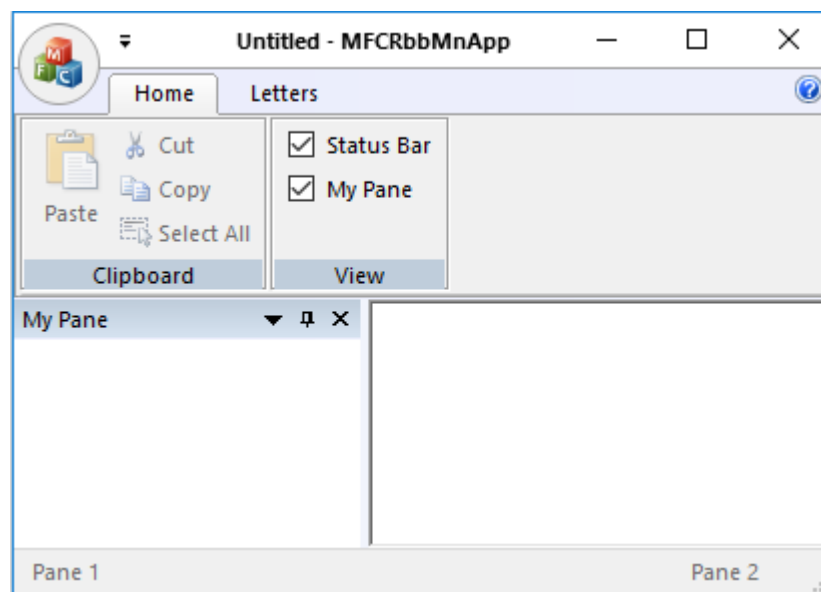 Untitled - MFCRbbMnApp
M
F C
Home Letters
Paste
Cut
Copy
Select All
Clipboard
Status Bar
My Pane
View
My Pane
Pane 1 Pane 2